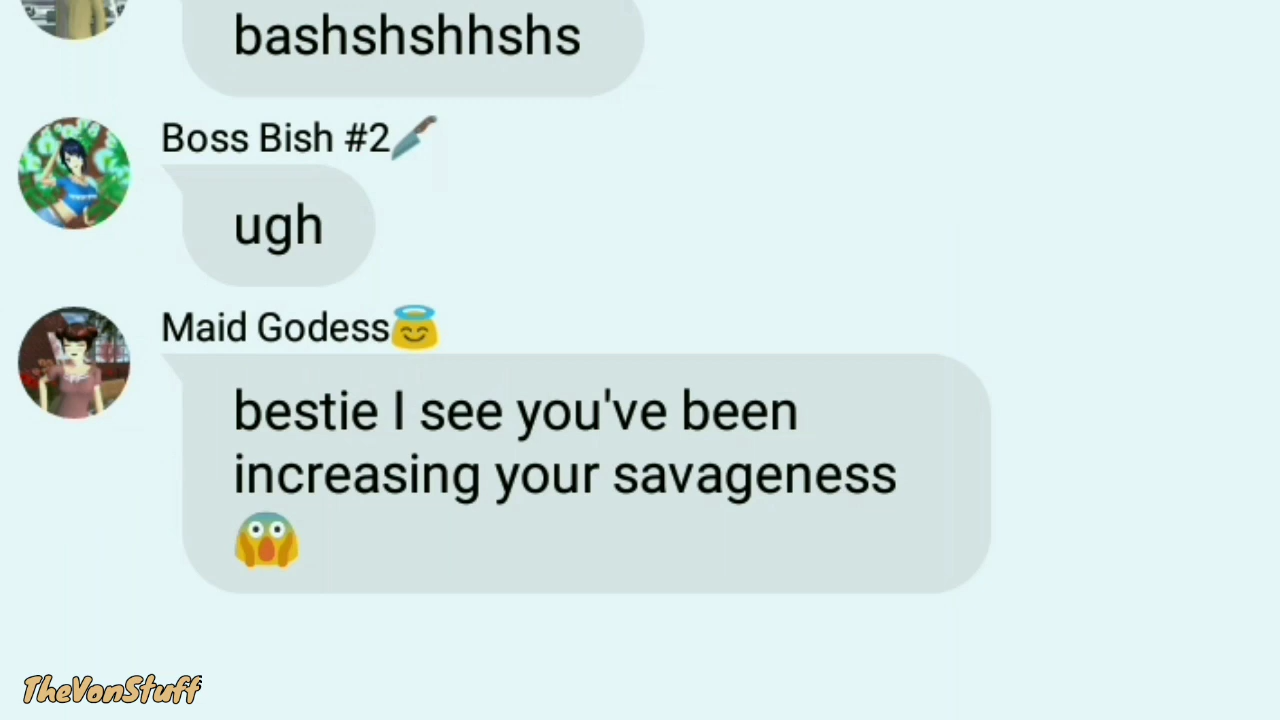 bashshshhshs
Boss Bish #2🔪
ugh
Maid Godess😇
bestie I see you've been
increasing your savageness
😱
TheVonStuff